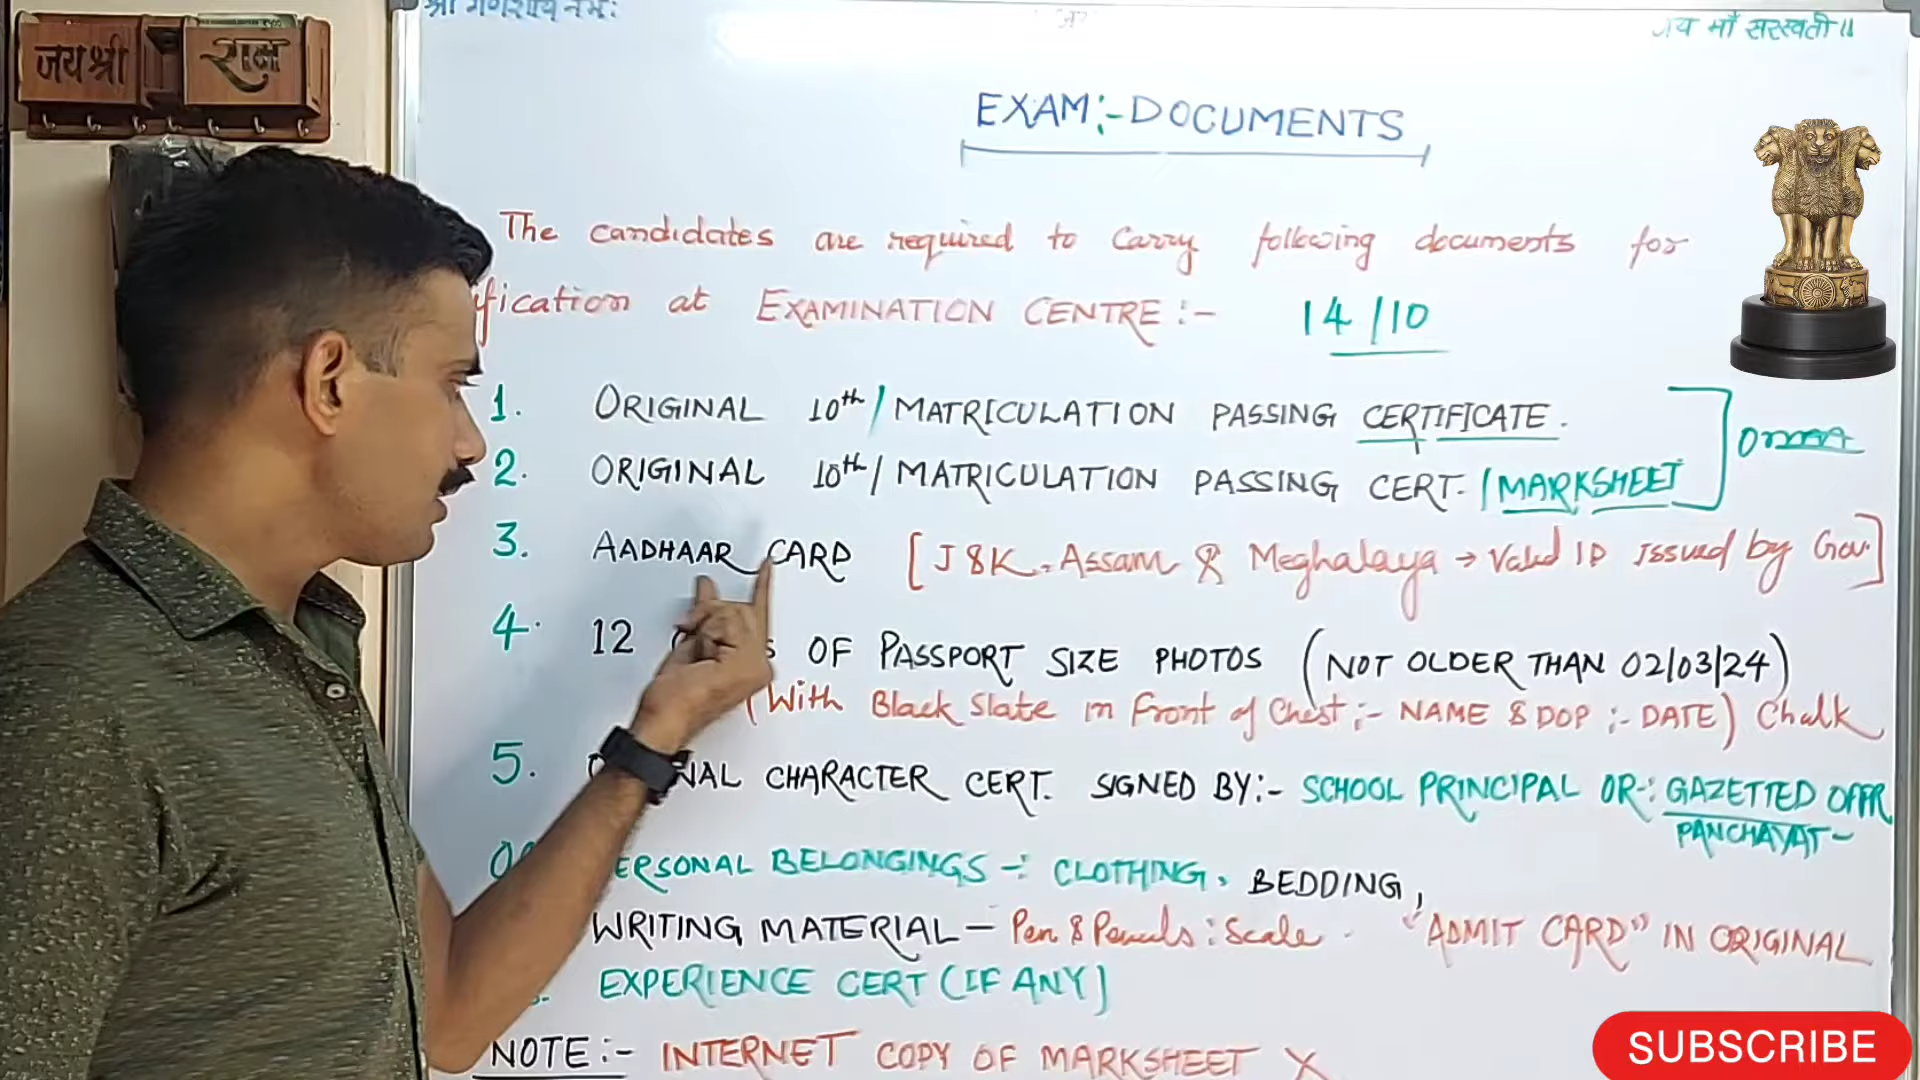 श्री गणेशाय नमः
जय माँ सरस्वती॥
जय श्री राम
EXAM:-DOCUMENTS
The candidates are required to carry following documents for
ification at EXAMINATION CENTRE:- 14/10
1. ORIGINAL 10th/MATRICULATION PASSING CERTIFICATE.
2. ORIGINAL 10th/MATRICULATION PASSING CERT./MARKSHEET
3. AADHAAR CARD [J&K, Assam & Meghalaya → Valid ID Issued by Gov.]
4. 12 OF PASSPORT SIZE PHOTOS (NOT OLDER THAN 02/03/24)
(With Black Slate in Front of Chest:- NAME & DOP:- DATE) Chalk
5. NAL CHARACTER CERT. SIGNED BY:- SCHOOL PRINCIPAL OR-: GAZETTED OFFR
PANCHAYAT-
ERSONAL BELONGINGS -: CLOTHING, BEDDING,
WRITING MATERIAL - Pen & Pencils: Scale. "ADMIT CARD" IN ORIGINAL
EXPERIENCE CERT (IF ANY)
NOTE:- INTERNET COPY OF MARKSHEET X
SUBSCRIBE